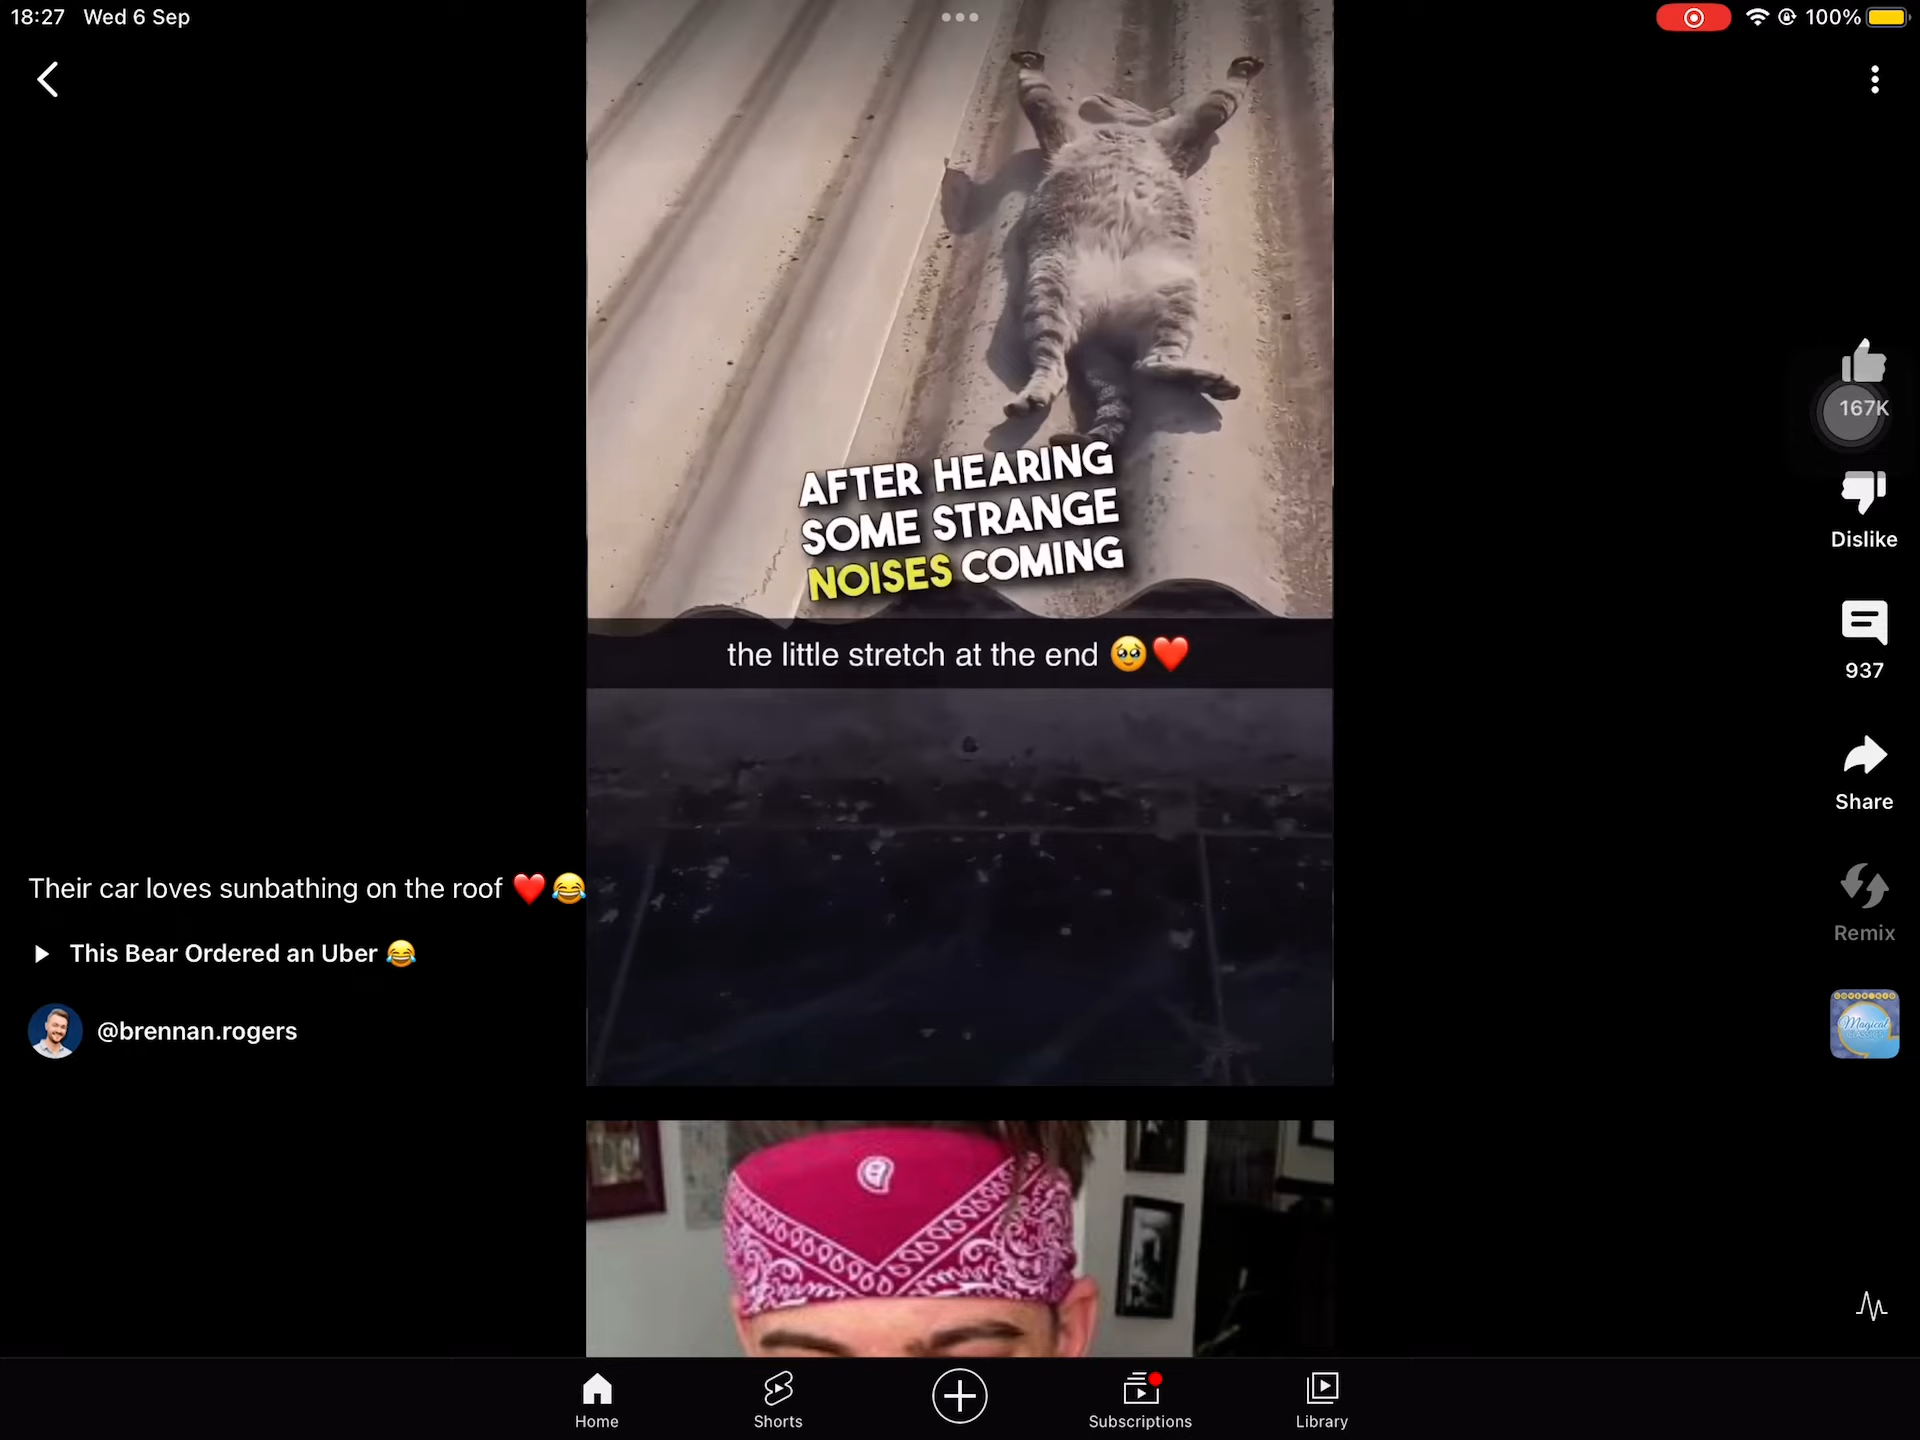 18:27 Wed 6 Sep
100%
AFTER HEARING
SOME STRANGE
NOISES COMING
the little stretch at the end 🥹❤️
167K
Dislike
937
Share
Remix
Their car loves sunbathing on the roof ❤️😂
This Bear Ordered an Uber 😂
@brennan.rogers
Magical
Home
Shorts
Subscriptions
Library